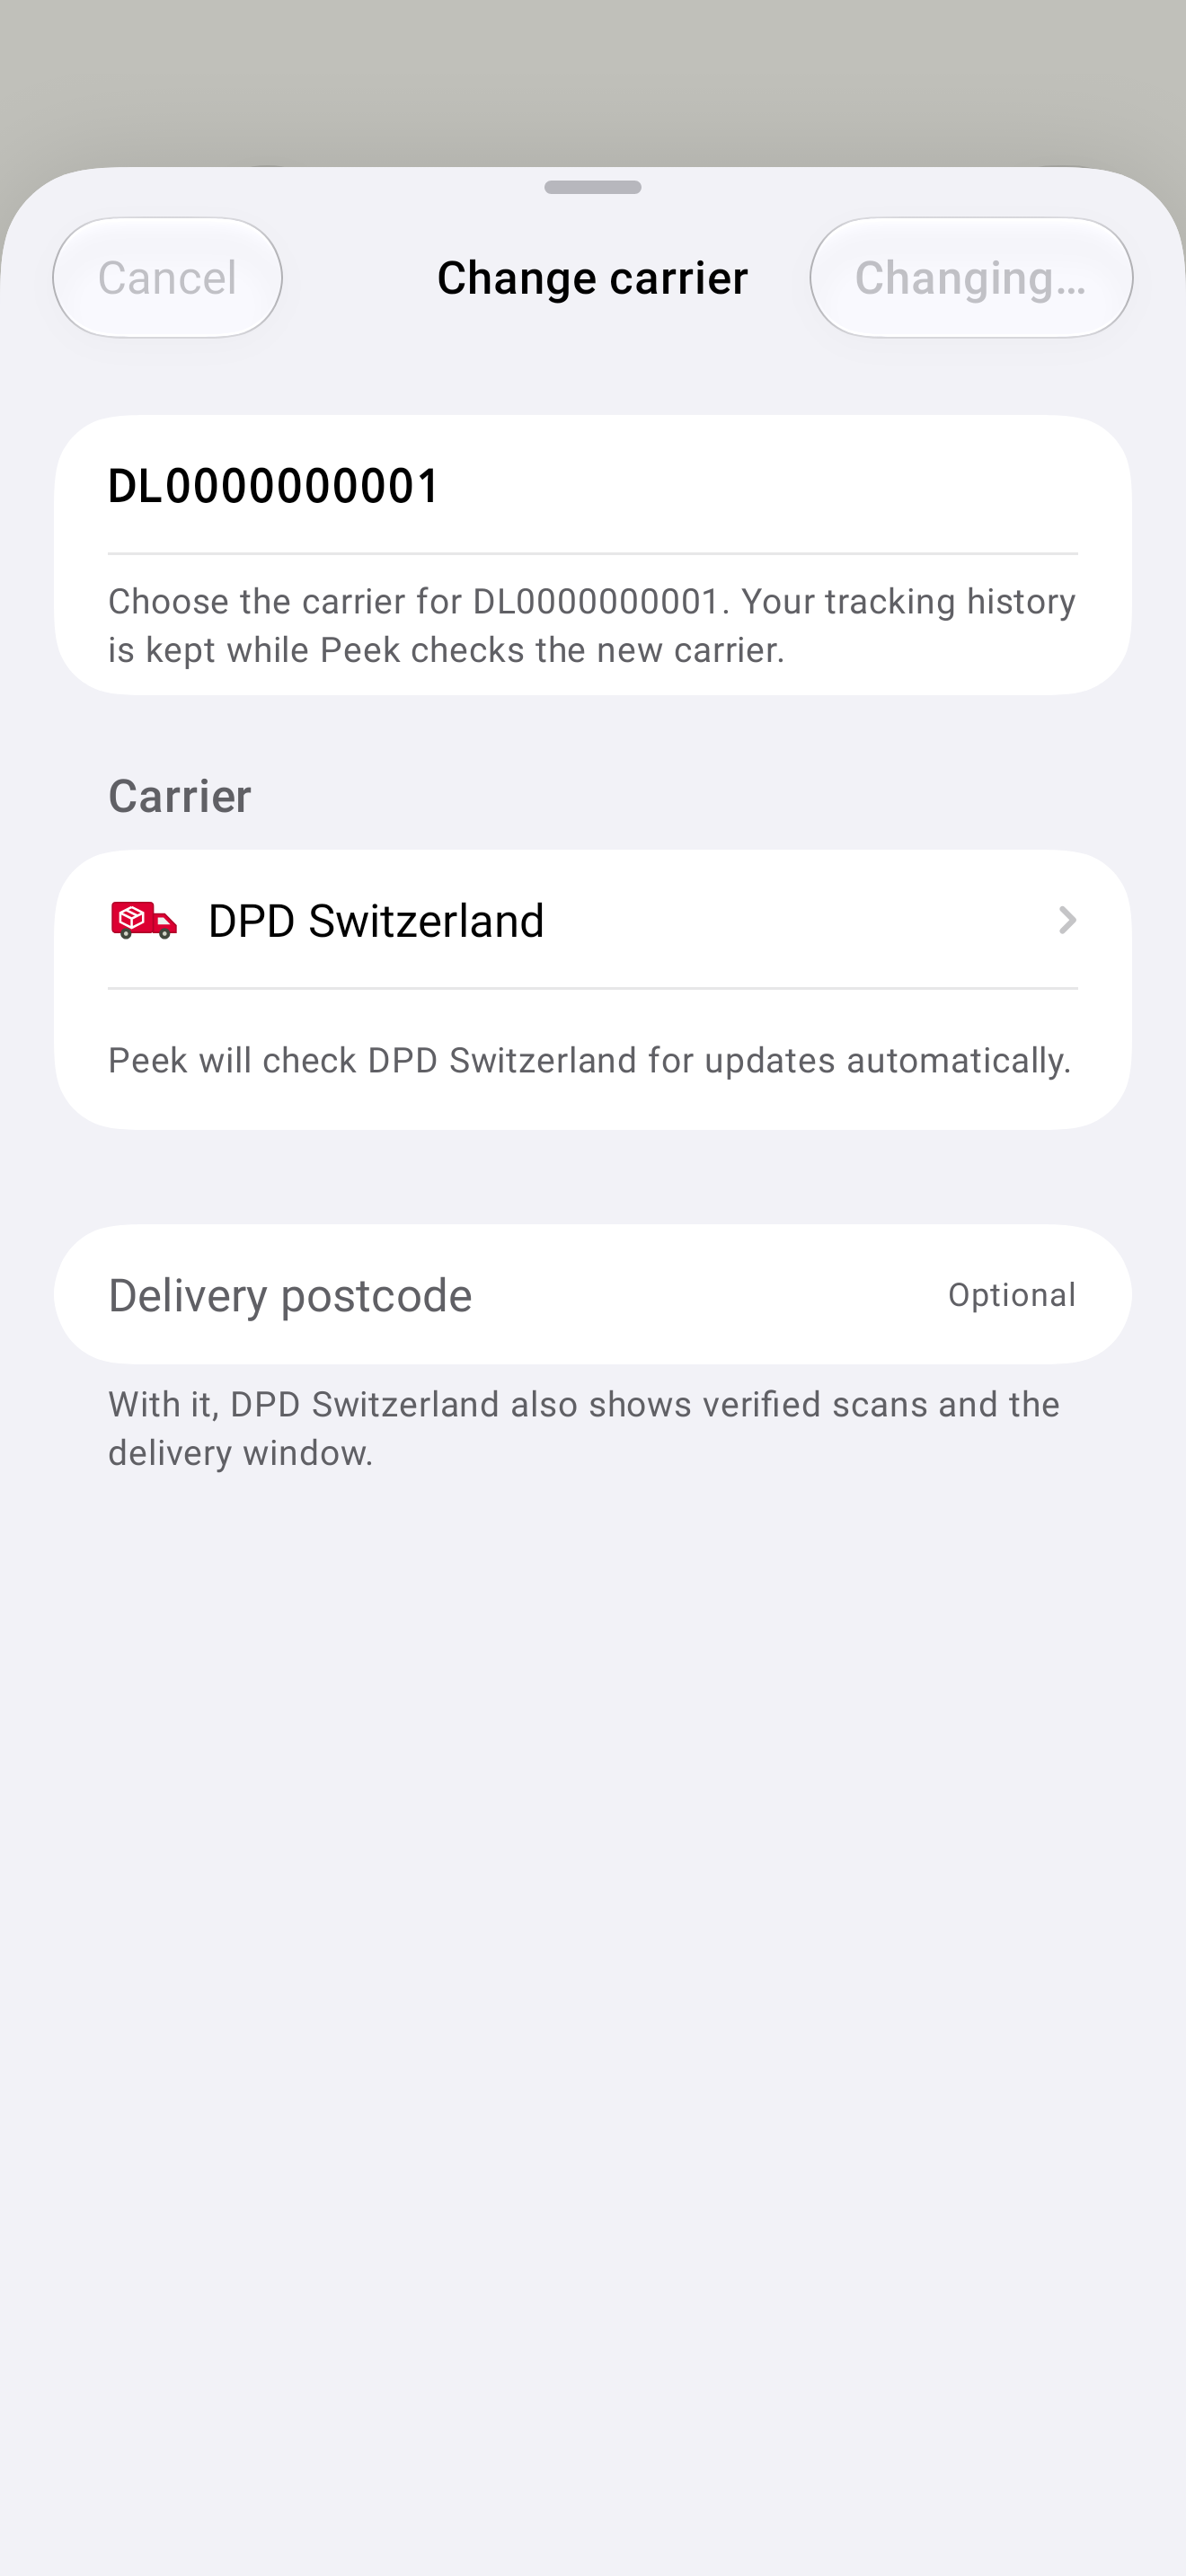 Cancel
Change carrier
Changing...
DL0000000001
Choose the carrier for DL0000000001. Your tracking history
is kept while Peek checks the new carrier.
Carrier
DPD Switzerland
Peek will check DPD Switzerland for updates automatically.
Delivery postcode
Optional
With it, DPD Switzerland also shows verified scans and the
delivery window.